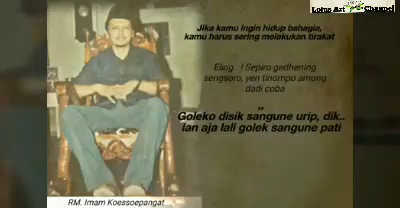 Lotus Art Channel
Jika kamu ingin hidup bahagia,
kamu harus sering melakukan tirakat
Eling...! Sepiro gedhening
sengsoro, yen tinompo amung
dadi coba
,,
Goleko disik sangune urip, dik..
lan aja lali golek sangune pati
RM. Imam Koessoepangat